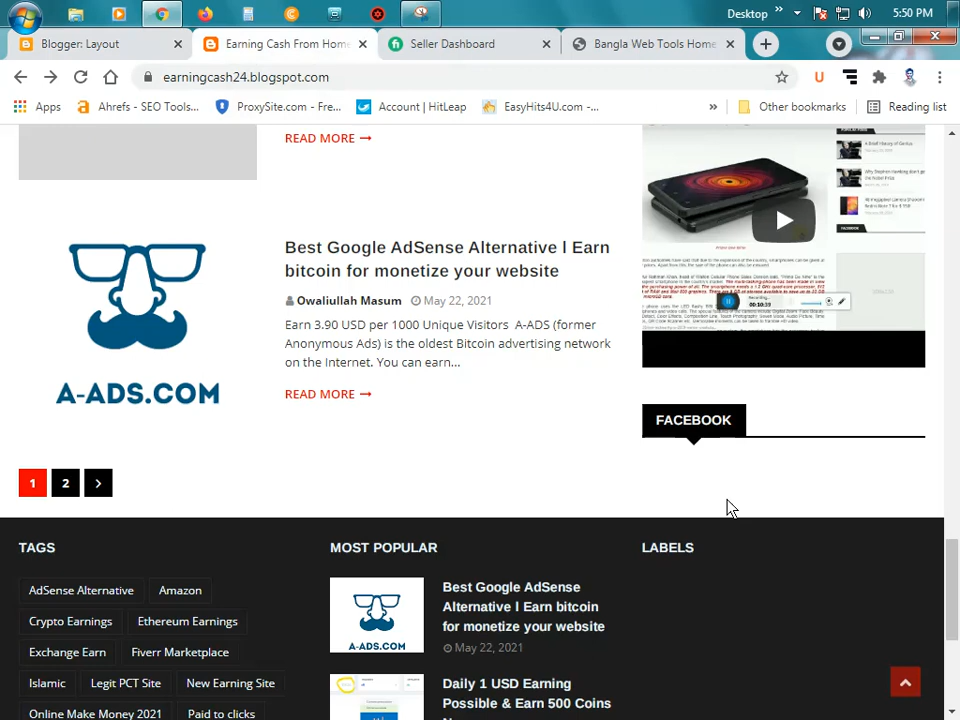 Desktop
5:50 PM
Blogger: Layout
Earning Cash From Home
Seller Dashboard
Bangla Web Tools Home
earningcash24.blogspot.com
Apps
Ahrefs - SEO Tools...
ProxySite.com - Fre...
Account | HitLeap
EasyHits4U.com -...
Other bookmarks
Reading list
READ MORE
Best Google AdSense Alternative l Earn
bitcoin for monetize your website
Owaliullah Masum
May 22, 2021
Earn 3.90 USD per 1000 Unique Visitors A-ADS (former
Anonymous Ads) is the oldest Bitcoin advertising network
on the Internet. You can earn...
READ MORE
A-ADS.COM
FACEBOOK
1
2
TAGS
AdSense Alternative
Amazon
Crypto Earnings
Ethereum Earnings
Exchange Earn
Fiverr Marketplace
Islamic
Legit PCT Site
New Earning Site
Online Make Money 2021
Paid to clicks
MOST POPULAR
A-ADS.COM
Best Google AdSense
Alternative l Earn bitcoin
for monetize your website
May 22, 2021
Daily 1 USD Earning
Possible & Earn 500 Coins
LABELS